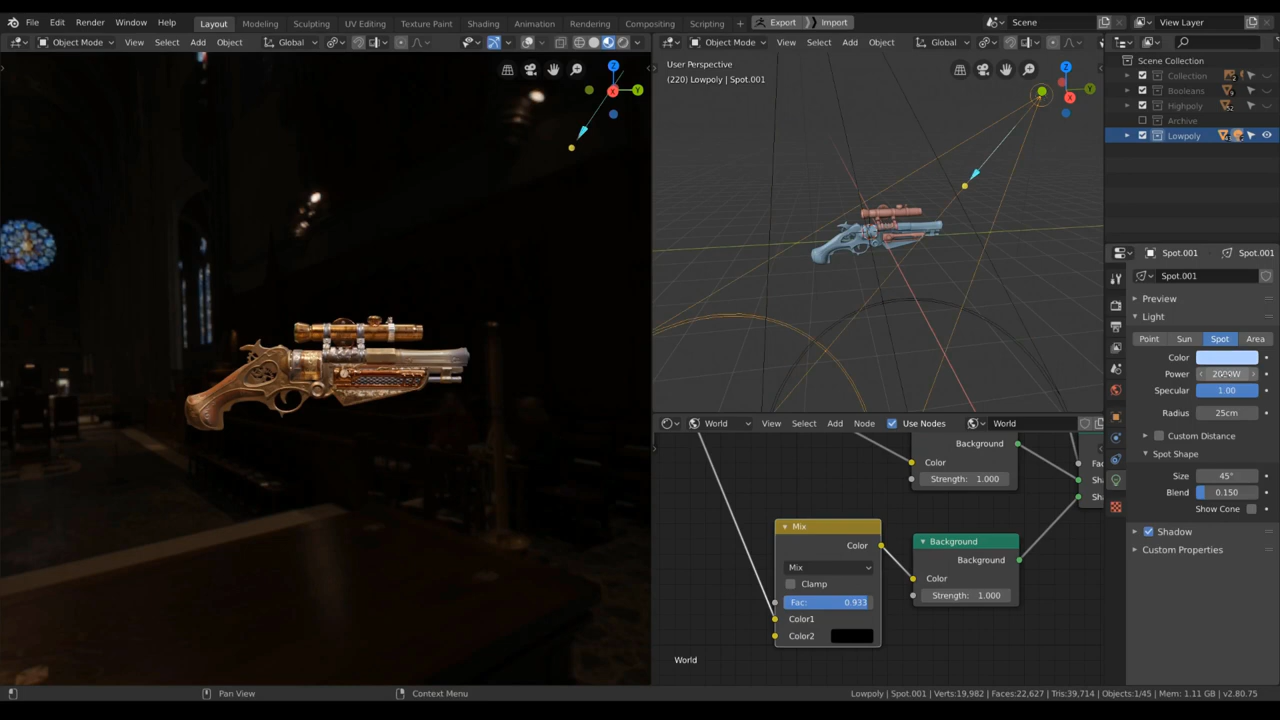 File Edit Render Window Help Layout Modeling Sculpting UV Editing Texture Paint Shading Animation Rendering Compositing Scripting + Export Import Scene View Layer
Object Mode View Select Add Object Global
Object Mode View Select Add Object Global
User Perspective
(220) Lowpoly | Spot.001
Z
Y
X
Z
Y
X
Scene Collection
Collection
Booleans
Highpoly
Archive
Lowpoly
Spot.001 Spot.001
Spot.001
Preview
Light
Point Sun Spot Area
Color
Power 2000W
Specular 1.00
Radius 25cm
Custom Distance
Spot Shape
Size 45°
Blend 0.150
Show Cone
Shadow
Custom Properties
World View Select Add Node Use Nodes World
Background
Color
Strength: 1.000
Fac
Sha
Sha
Mix
Color
Mix
Clamp
Fac: 0.933
Color1
Color2
Background
Background
Color
Strength: 1.000
World
Pan View Context Menu Lowpoly | Spot.001 | Verts:19,982 | Faces:22,627 | Tris:39,714 | Objects:1/45 | Mem: 1.11 GB | v2.80.75